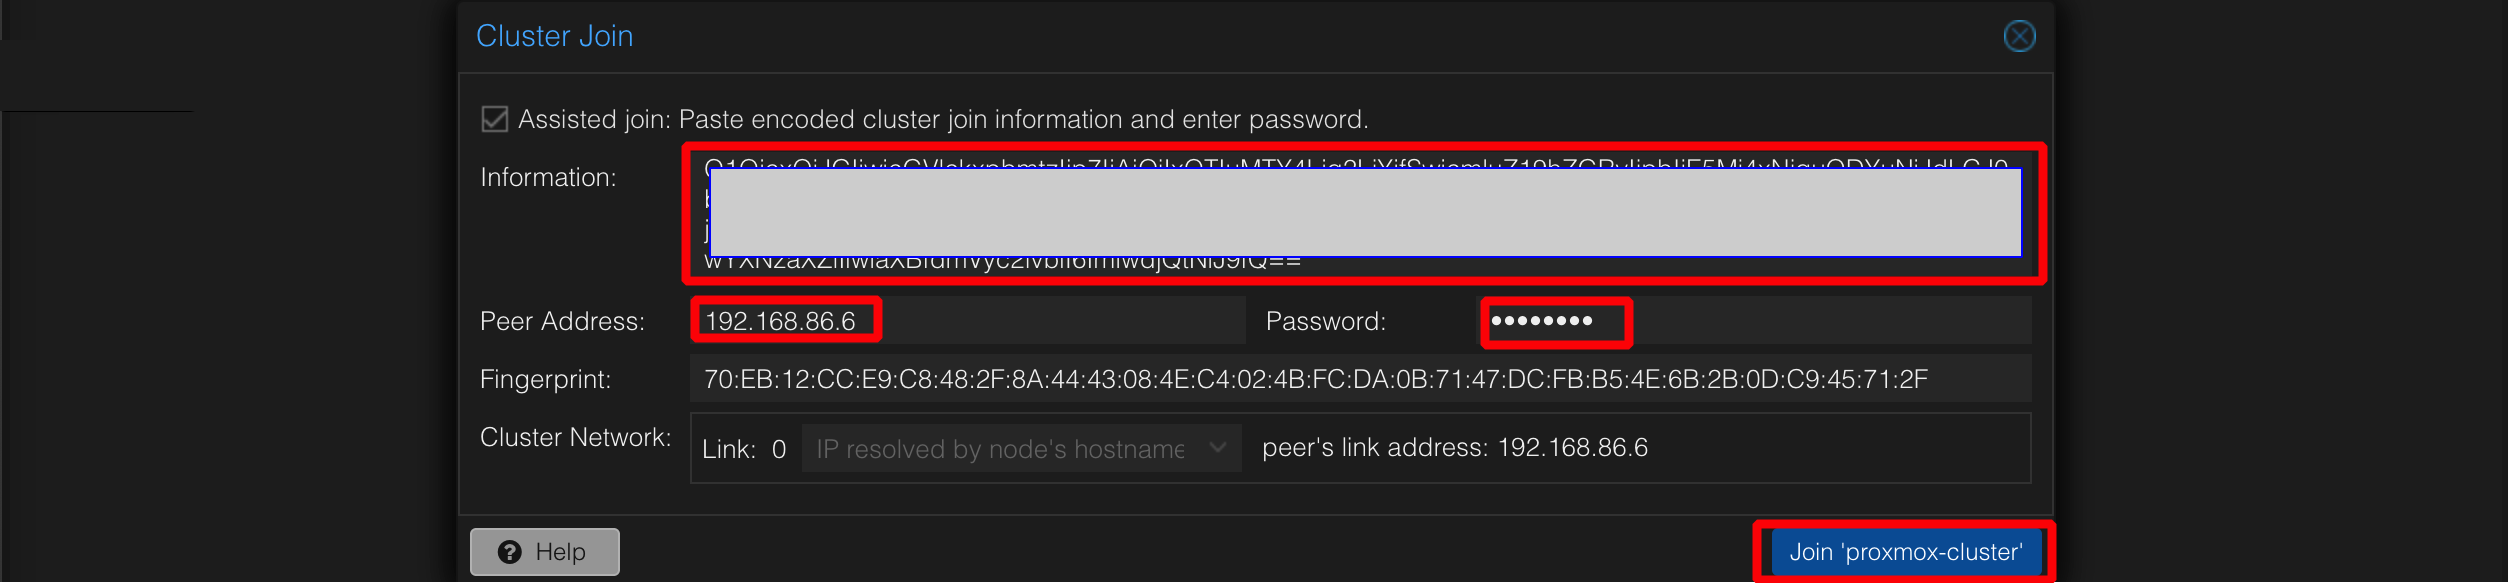 Cluster Join
Assisted join: Paste encoded cluster join information and enter password.
Information:
Peer Address: 192.168.86.6 Password: ••••••••
Fingerprint: 70:EB:12:CC:E9:C8:48:2F:8A:44:43:08:4E:C4:02:4B:FC:DA:0B:71:47:DC:FB:B5:4E:6B:2B:0D:C9:45:71:2F
Cluster Network: Link: 0 IP resolved by node's hostname peer's link address: 192.168.86.6
Help Join 'proxmox-cluster'